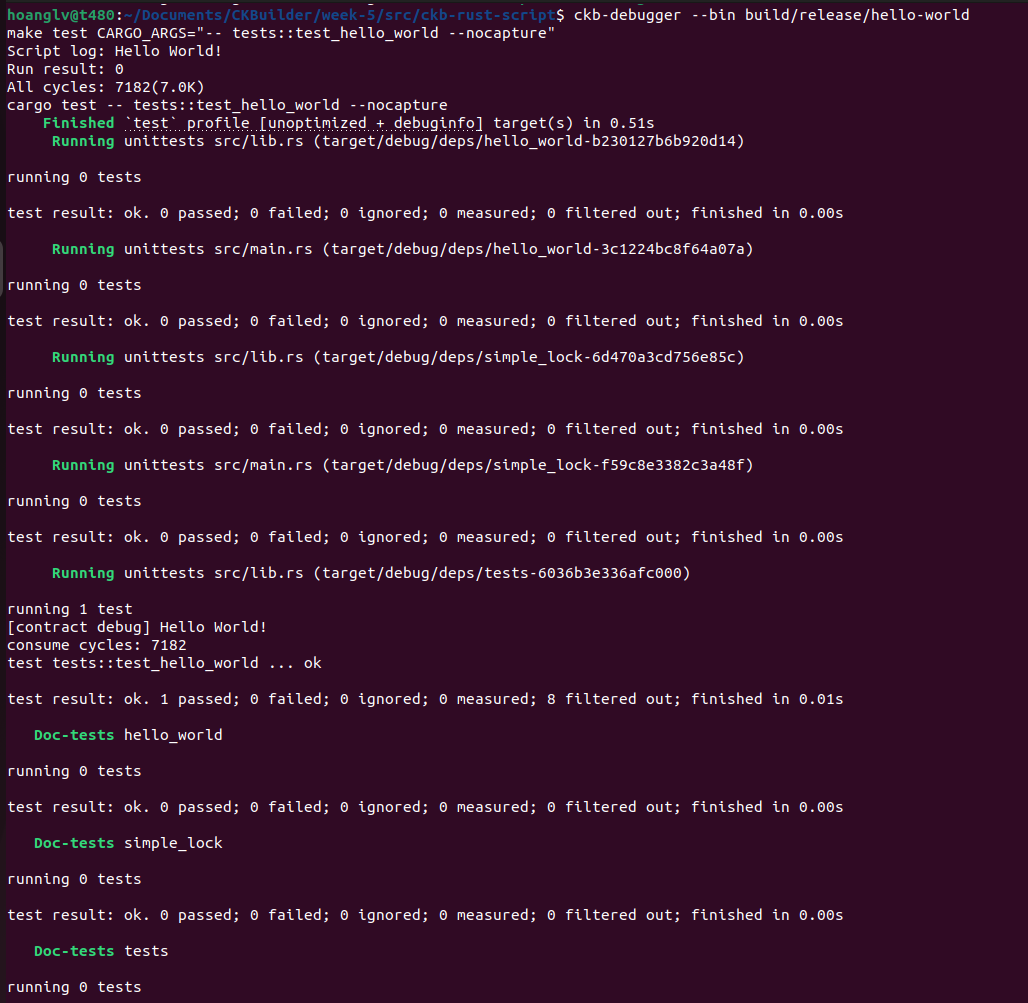 hoanglv@t480:~/Documents/CKBuilder/week-5/src/ckb-rust-script$ ckb-debugger --bin build/release/hello-world
make test CARGO_ARGS="-- tests::test_hello_world --nocapture"
Script log: Hello World!
Run result: 0
All cycles: 7182(7.0K)
cargo test -- tests::test_hello_world --nocapture
Finished `test` profile [unoptimized + debuginfo] target(s) in 0.51s
Running unittests src/lib.rs (target/debug/deps/hello_world-b230127b6b920d14)
running 0 tests
test result: ok. 0 passed; 0 failed; 0 ignored; 0 measured; 0 filtered out; finished in 0.00s
Running unittests src/main.rs (target/debug/deps/hello_world-3c1224bc8f64a07a)
running 0 tests
test result: ok. 0 passed; 0 failed; 0 ignored; 0 measured; 0 filtered out; finished in 0.00s
Running unittests src/lib.rs (target/debug/deps/simple_lock-6d470a3cd756e85c)
running 0 tests
test result: ok. 0 passed; 0 failed; 0 ignored; 0 measured; 0 filtered out; finished in 0.00s
Running unittests src/main.rs (target/debug/deps/simple_lock-f59c8e3382c3a48f)
running 0 tests
test result: ok. 0 passed; 0 failed; 0 ignored; 0 measured; 0 filtered out; finished in 0.00s
Running unittests src/lib.rs (target/debug/deps/tests-6036b3e336afc000)
running 1 test
[contract debug] Hello World!
consume cycles: 7182
test tests::test_hello_world ... ok
test result: ok. 1 passed; 0 failed; 0 ignored; 0 measured; 8 filtered out; finished in 0.01s
Doc-tests hello_world
running 0 tests
test result: ok. 0 passed; 0 failed; 0 ignored; 0 measured; 0 filtered out; finished in 0.00s
Doc-tests simple_lock
running 0 tests
test result: ok. 0 passed; 0 failed; 0 ignored; 0 measured; 0 filtered out; finished in 0.00s
Doc-tests tests
running 0 tests